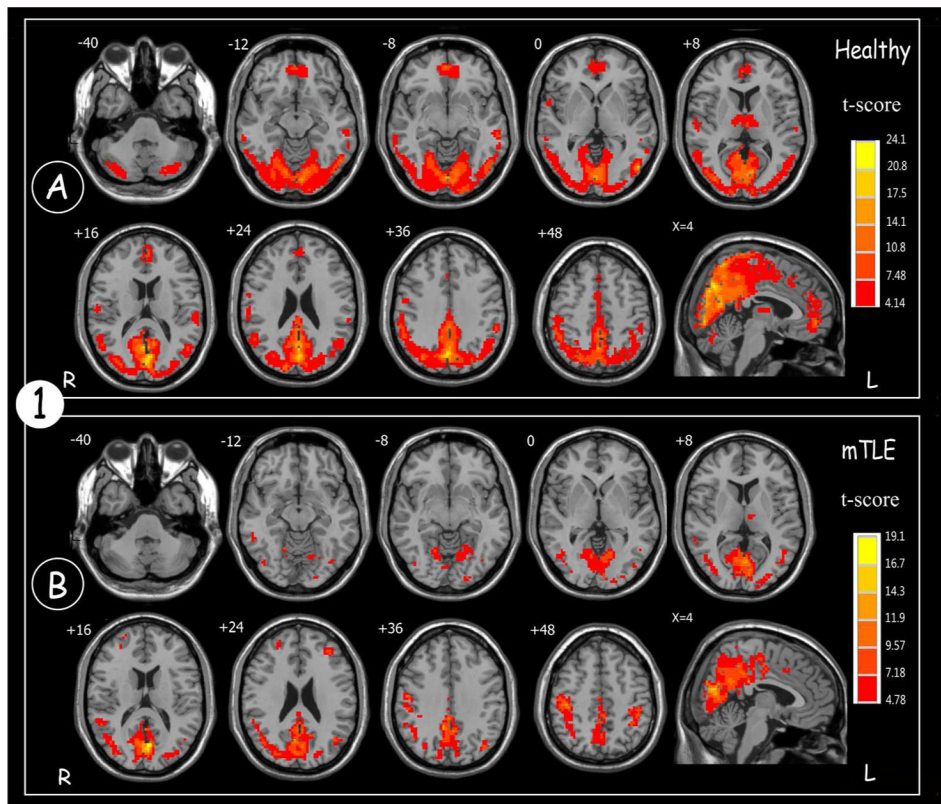 -40 -12 -8 0 +8 Healthy
t-score
24.1
20.8
17.5
14.1
10.8
7.48
4.14
A
+16 +24 +36 +48 X=4
R L
1
-40 -12 -8 0 +8 mTLE
t-score
19.1
16.7
14.3
11.9
9.57
7.18
4.78
B
+16 +24 +36 +48 X=4
R L